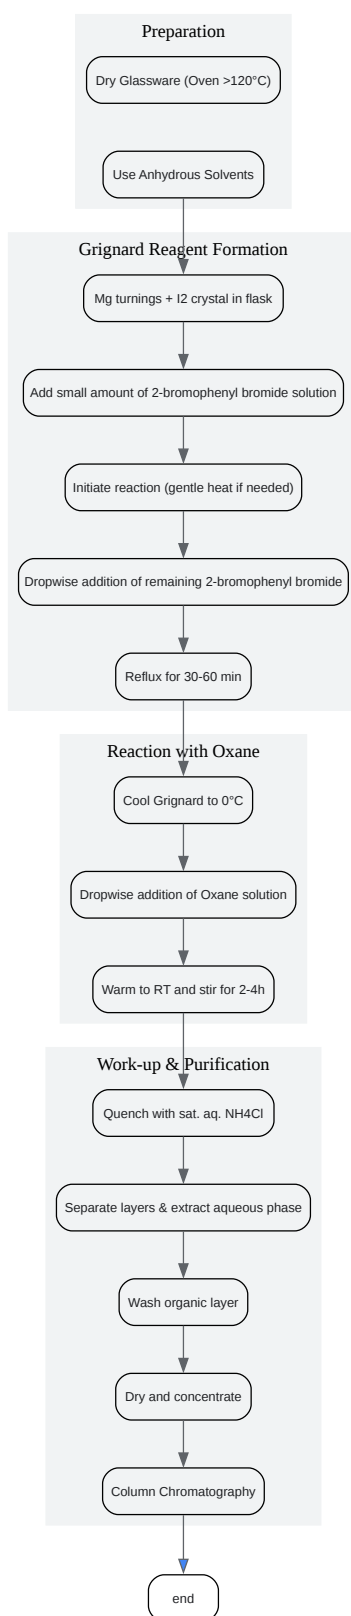 Preparation
Dry Glassware (Oven >120°C)
Use Anhydrous Solvents
Grignard Reagent Formation
Mg turnings + I2 crystal in flask
Add small amount of 2-bromophenyl bromide solution
Initiate reaction (gentle heat if needed)
Dropwise addition of remaining 2-bromophenyl bromide
Reflux for 30-60 min
Reaction with Oxane
Cool Grignard to 0°C
Dropwise addition of Oxane solution
Warm to RT and stir for 2-4h
Work-up & Purification
Quench with sat. aq. NH4Cl
Separate layers & extract aqueous phase
Wash organic layer
Dry and concentrate
Column Chromatography
end